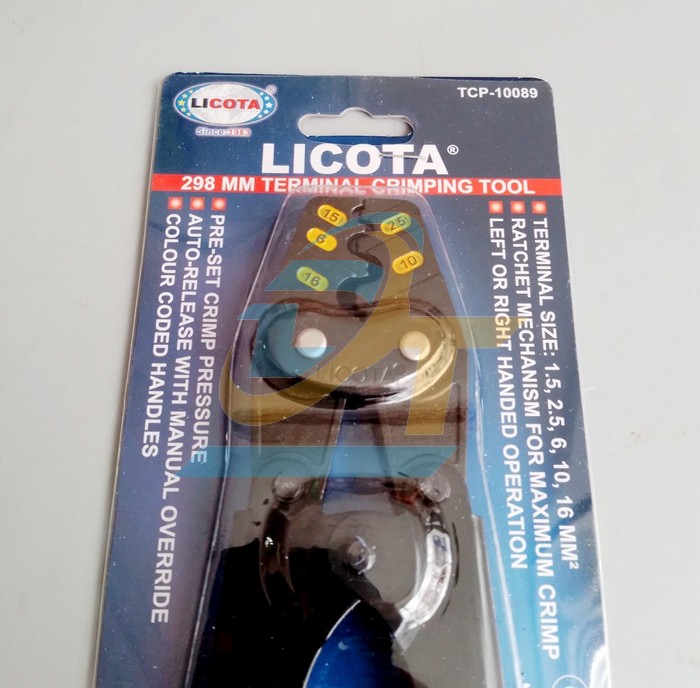 LICOTA®
Since 1983
TCP-10089
LICOTA®
298 MM TERMINAL CRIMPING TOOL
PRE-SET CRIMP PRESSURE
AUTO-RELEASE WITH MANUAL OVERRIDE
COLOUR CODED HANDLES
15
2.5
6
10
16
LICOTA
TERMINAL SIZE: 1.5, 2.5, 6, 10, 16 MM²
RATCHET MECHANISM FOR MAXIMUM CRIMP
LEFT OR RIGHT HANDED OPERATION